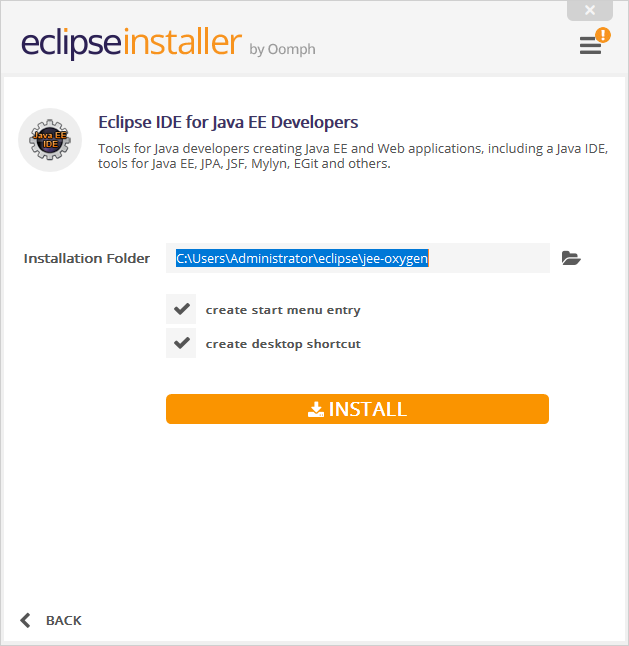 eclipseinstaller by Oomph
!
Java EE
IDE
Eclipse IDE for Java EE Developers
Tools for Java developers creating Java EE and Web applications, including a Java IDE,
tools for Java EE, JPA, JSF, Mylyn, EGit and others.
Installation Folder C:\Users\Administrator\eclipse\jee-oxygen
create start menu entry
create desktop shortcut
INSTALL
BACK